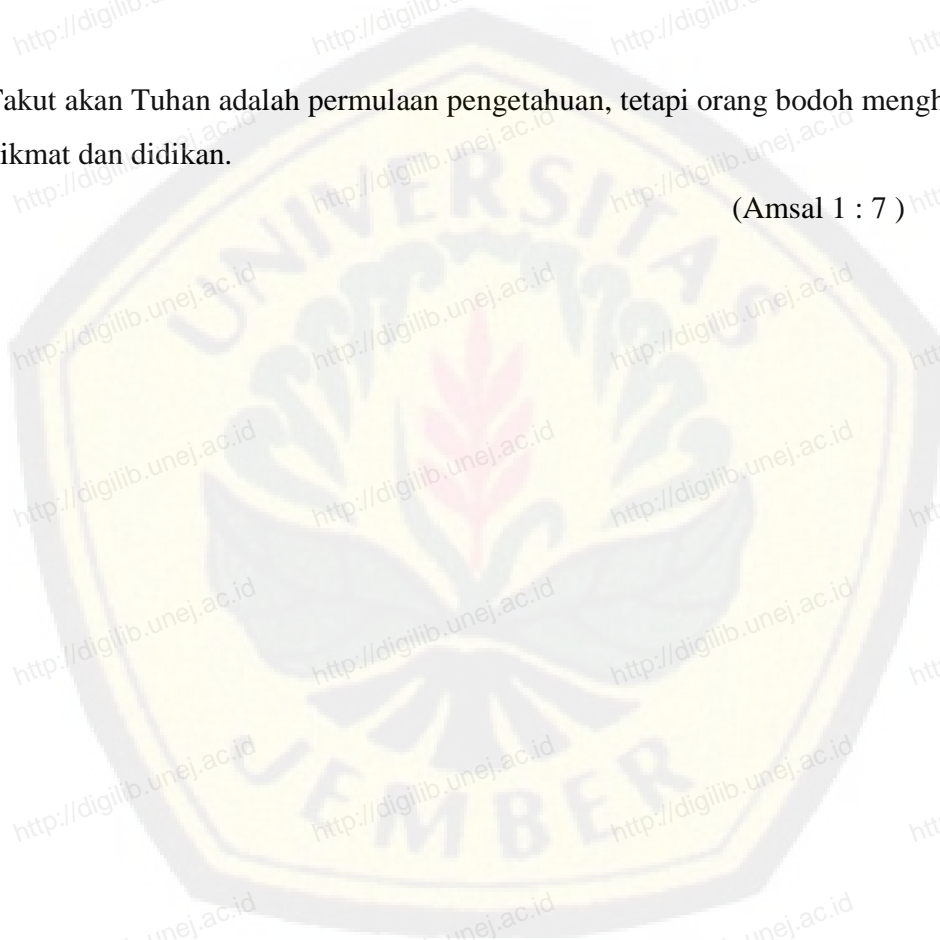 akut akan Tuhan adalah permulaan pengetahuan, tetapi orang bodoh mengh
ikmat dan didikan.
(Amsal 1 : 7 )
http://digilib.unej.ac.id
UNIVERSITAS
JEMBER